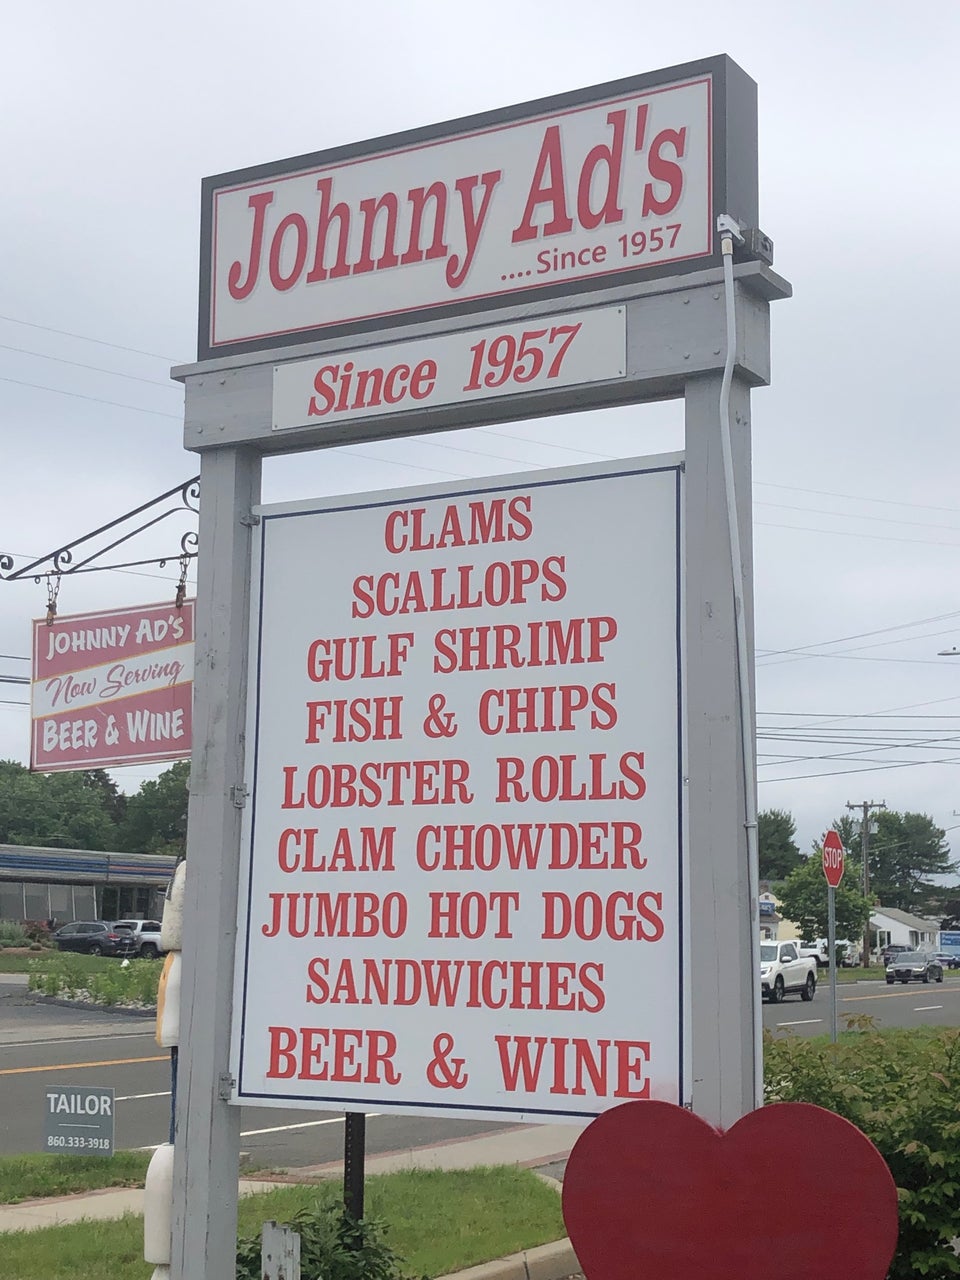 Johnny Ad's
....Since 1957
Since 1957
CLAMS
SCALLOPS
GULF SHRIMP
FISH & CHIPS
LOBSTER ROLLS
CLAM CHOWDER
JUMBO HOT DOGS
SANDWICHES
BEER & WINE
JOHNNY AD'S
Now Serving
BEER & WINE
TAILOR
860.333-3918
STOP